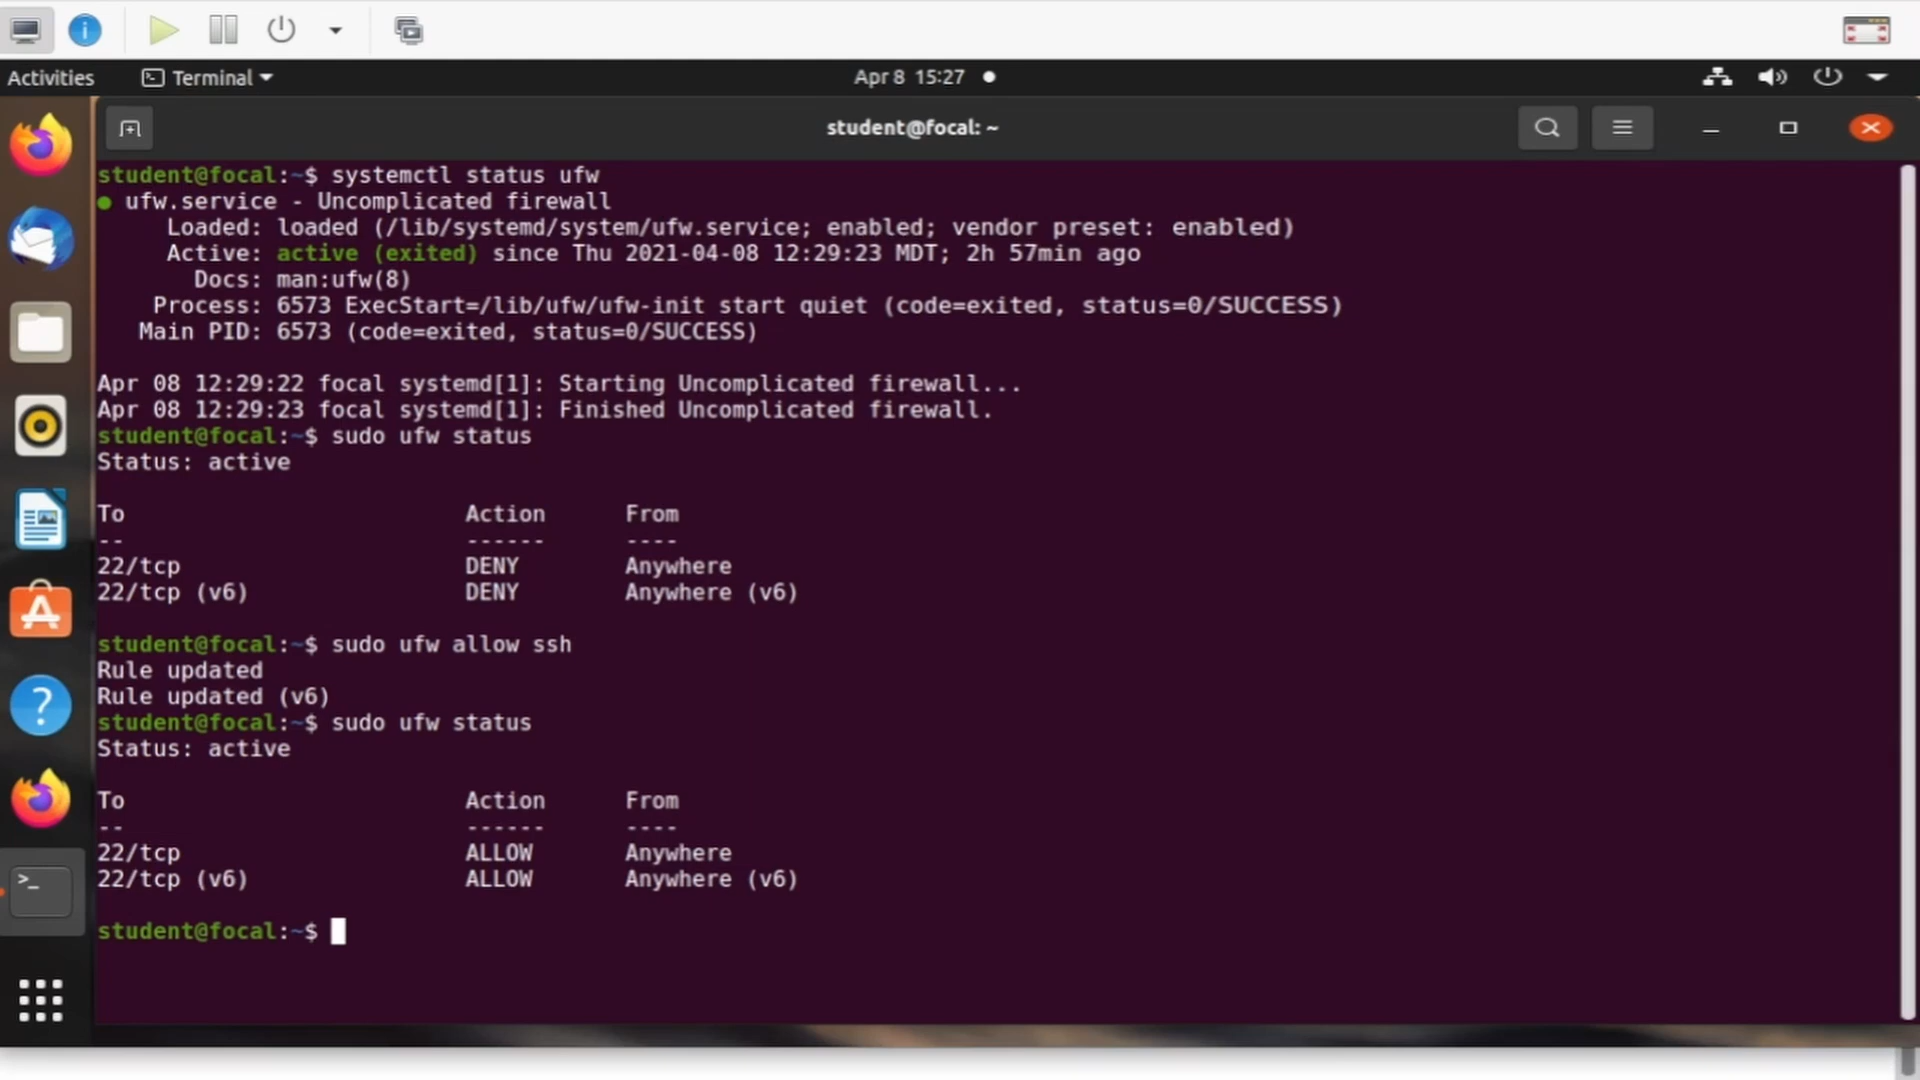 Activities Terminal Apr 8 15:27
student@focal: ~
student@focal:~$ systemctl status ufw
● ufw.service - Uncomplicated firewall
Loaded: loaded (/lib/systemd/system/ufw.service; enabled; vendor preset: enabled)
Active: active (exited) since Thu 2021-04-08 12:29:23 MDT; 2h 57min ago
Docs: man:ufw(8)
Process: 6573 ExecStart=/lib/ufw/ufw-init start quiet (code=exited, status=0/SUCCESS)
Main PID: 6573 (code=exited, status=0/SUCCESS)
Apr 08 12:29:22 focal systemd[1]: Starting Uncomplicated firewall...
Apr 08 12:29:23 focal systemd[1]: Finished Uncomplicated firewall.
student@focal:~$ sudo ufw status
Status: active
To Action From
-- ------ ----
22/tcp DENY Anywhere
22/tcp (v6) DENY Anywhere (v6)
student@focal:~$ sudo ufw allow ssh
Rule updated
Rule updated (v6)
student@focal:~$ sudo ufw status
Status: active
To Action From
-- ------ ----
22/tcp ALLOW Anywhere
22/tcp (v6) ALLOW Anywhere (v6)
student@focal:~$